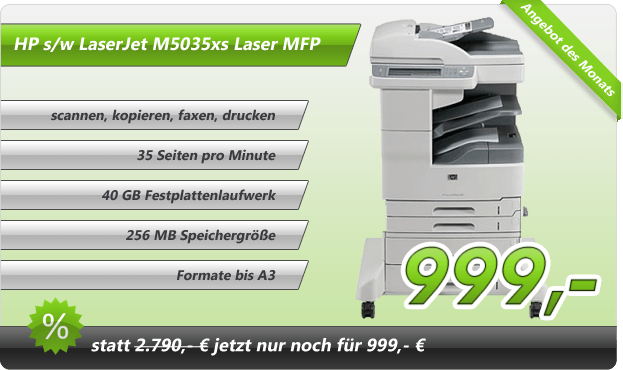 HP s/w LaserJet M5035xs Laser MFP
Angebot des Monats
scannen, kopieren, faxen, drucken
35 Seiten pro Minute
40 GB Festplattenlaufwerk
256 MB Speichergröße
Formate bis A3
999,-
%
statt 2.790,- € jetzt nur noch für 999,- €
hp